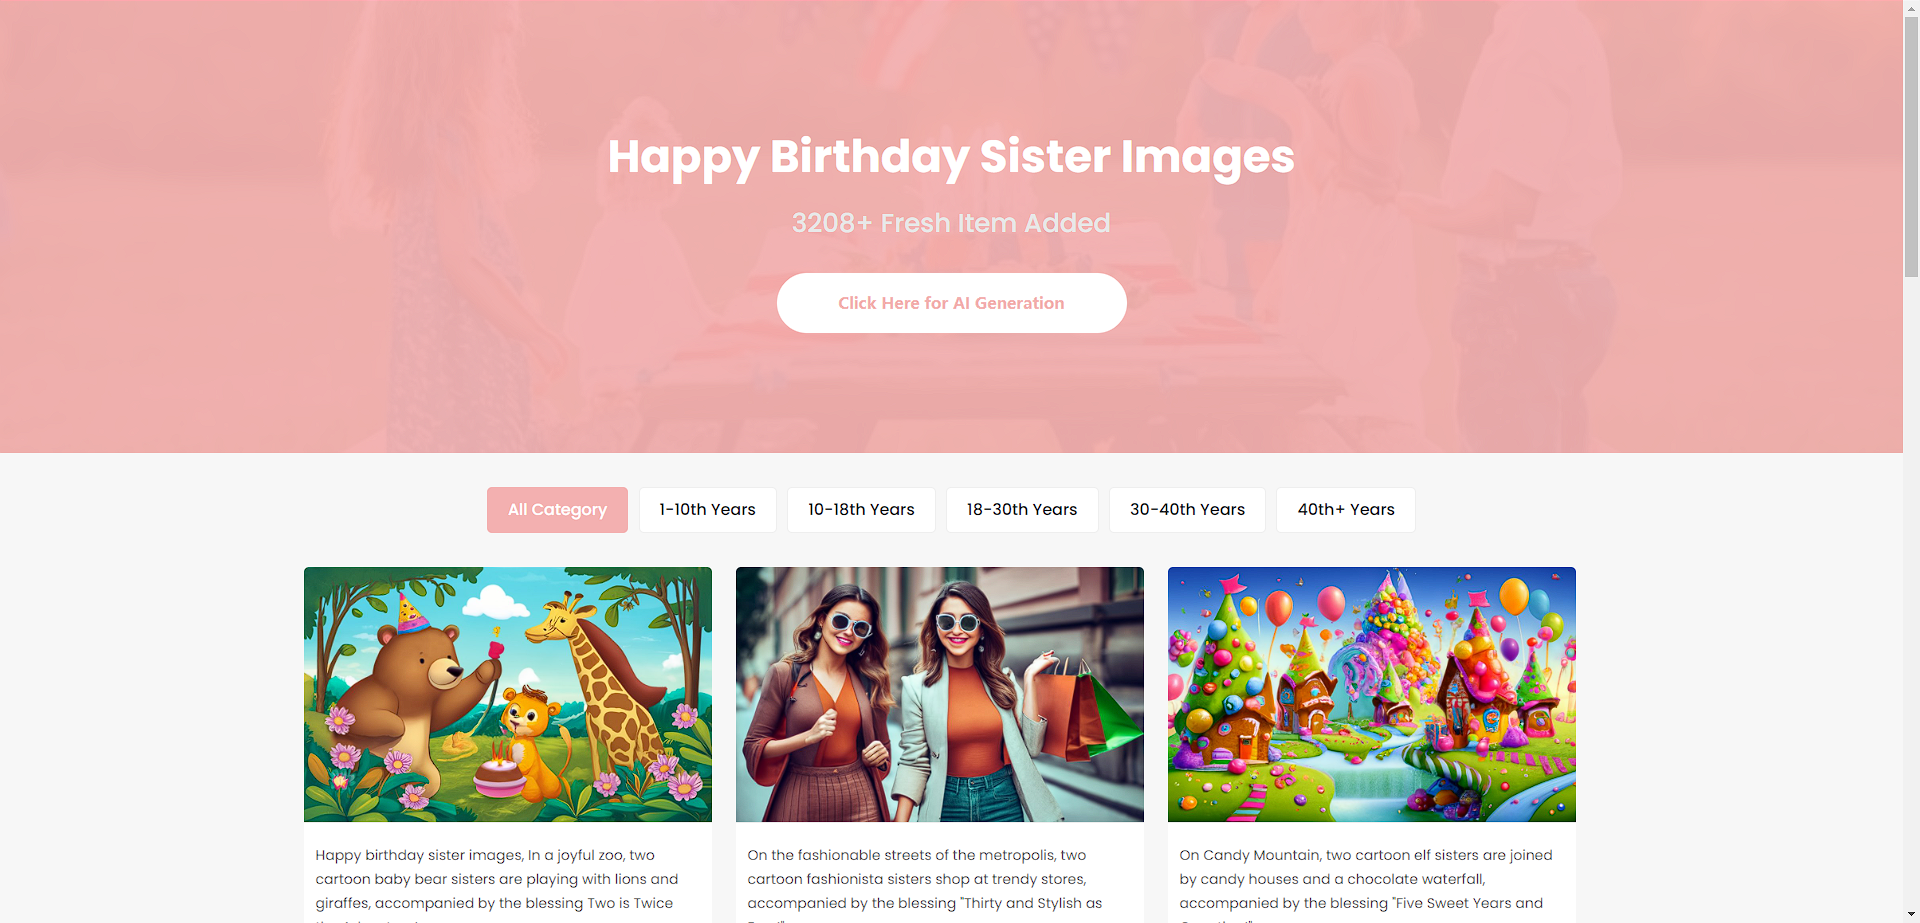 Happy Birthday Sister Images
3208+ Fresh Item Added
Click Here for AI Generation
All Category
1-10th Years
10-18th Years
18-30th Years
30-40th Years
40th+ Years
Happy birthday sister images, In a joyful zoo, two
cartoon baby bear sisters are playing with lions and
giraffes, accompanied by the blessing Two is Twice
On the fashionable streets of the metropolis, two
cartoon fashionista sisters shop at trendy stores,
accompanied by the blessing "Thirty and Stylish as
On Candy Mountain, two cartoon elf sisters are joined
by candy houses and a chocolate waterfall,
accompanied by the blessing "Five Sweet Years and